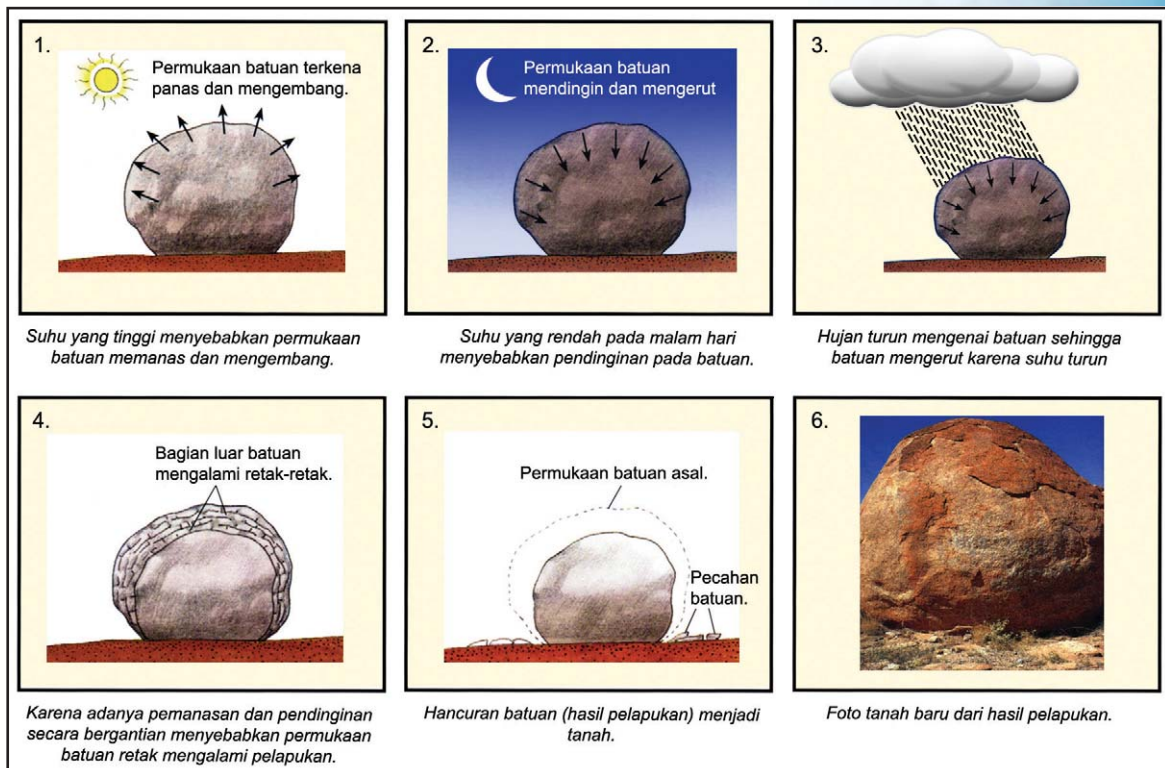 1.
Permukaan batuan terkena
panas dan mengembang.
Suhu yang tinggi menyebabkan permukaan
batuan memanas dan mengembang.
2.
Permukaan batuan
mendingin dan mengerut
Suhu yang rendah pada malam hari
menyebabkan pendinginan pada batuan.
3.
Hujan turun mengenai batuan sehingga
batuan mengerut karena suhu turun
4.
Bagian luar batuan
mengalami retak-retak.
Karena adanya pemanasan dan pendinginan
secara bergantian menyebabkan permukaan
batuan retak mengalami pelapukan.
5.
Permukaan batuan asal.
Pecahan
batuan.
Hancuran batuan (hasil pelapukan) menjadi
tanah.
6.
Foto tanah baru dari hasil pelapukan.